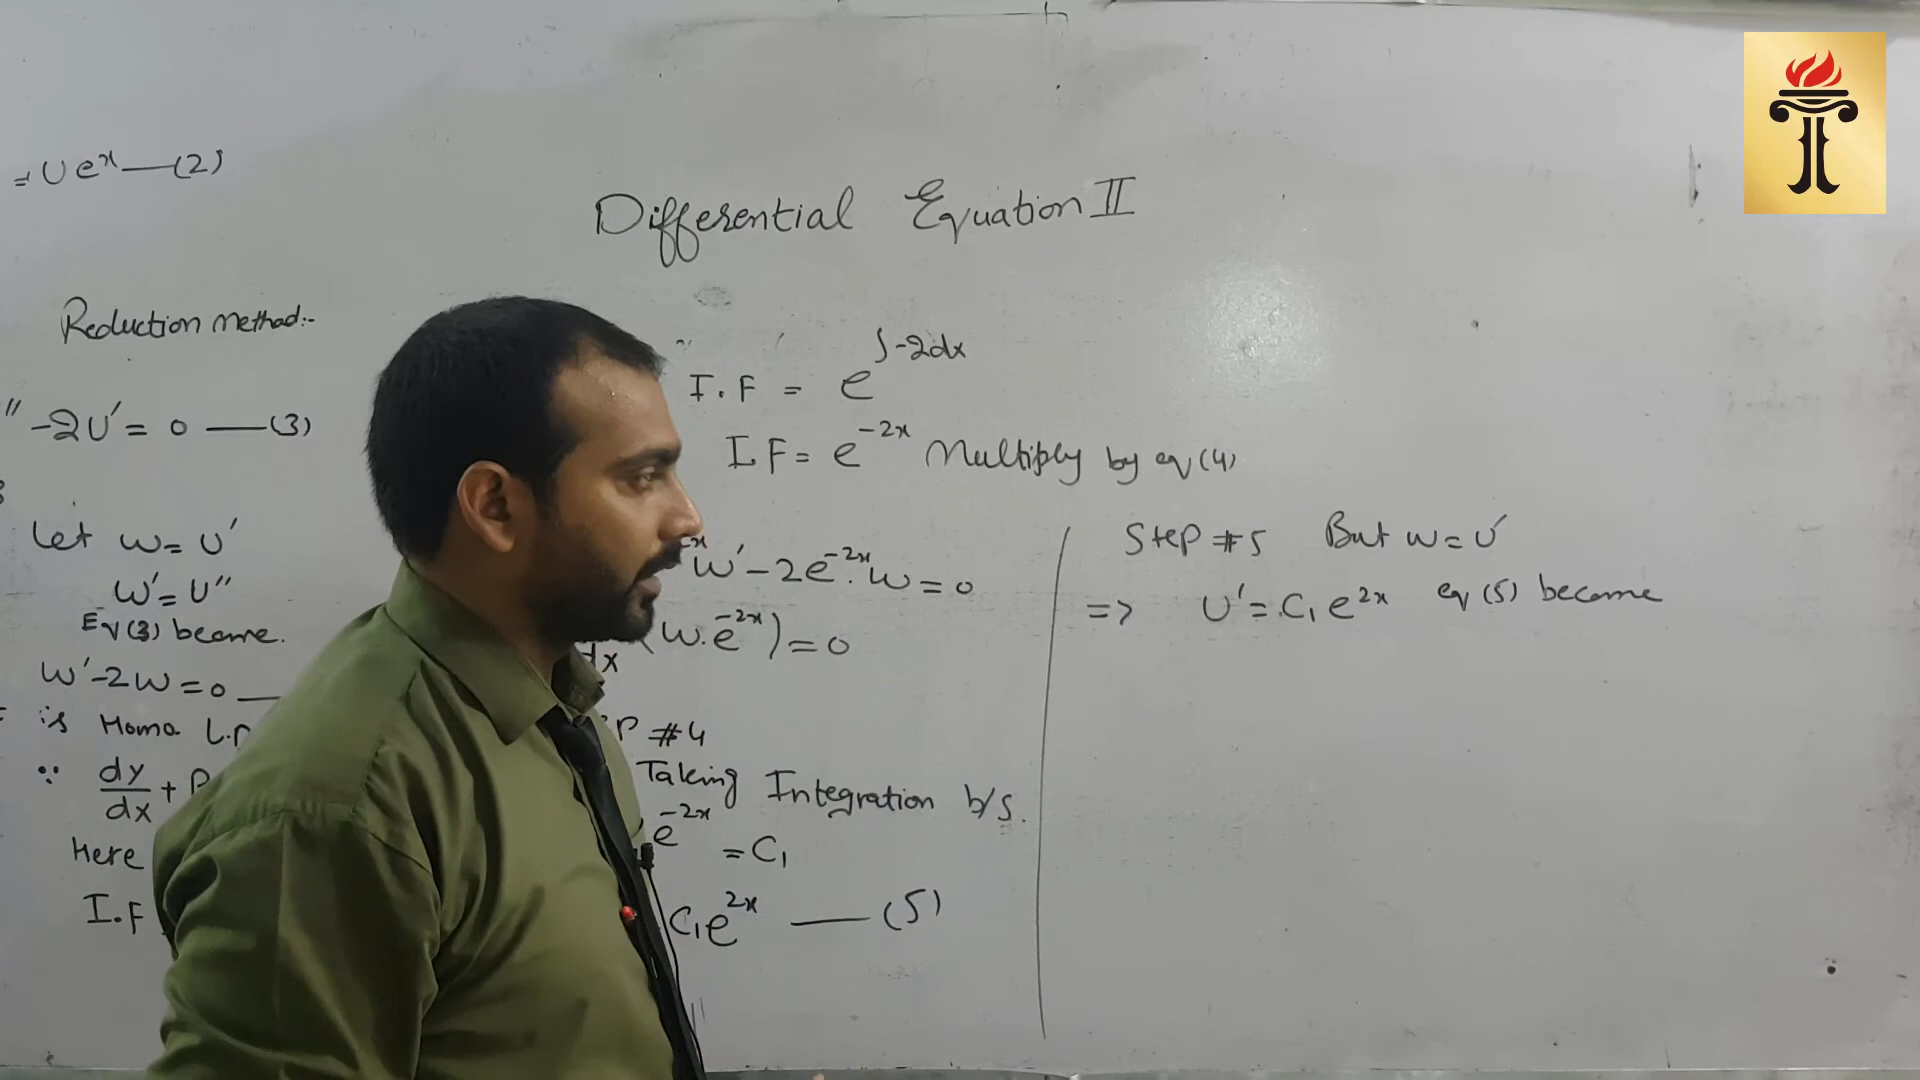 = U e^x —(2)
Differential Equation II
Reduction Method:-
" -2U' = 0 —(3)
Let w = U'
w' = U''
Eq (3) become.
w' -2w = 0 —
is Homo L.D
∵ dy/dx + P
Here
I.F
I.F = e^∫-2dx
I.F = e^-2x Multiply by eq (4)
w' - 2e^-2x . w = 0
dx (w.e^-2x) = 0
P #4
Taking Integration b/s.
e^-2x = C₁
C₁e^2x — (5)
Step #5 But w = U'
=> U' = C₁ e^2x eq (5) become